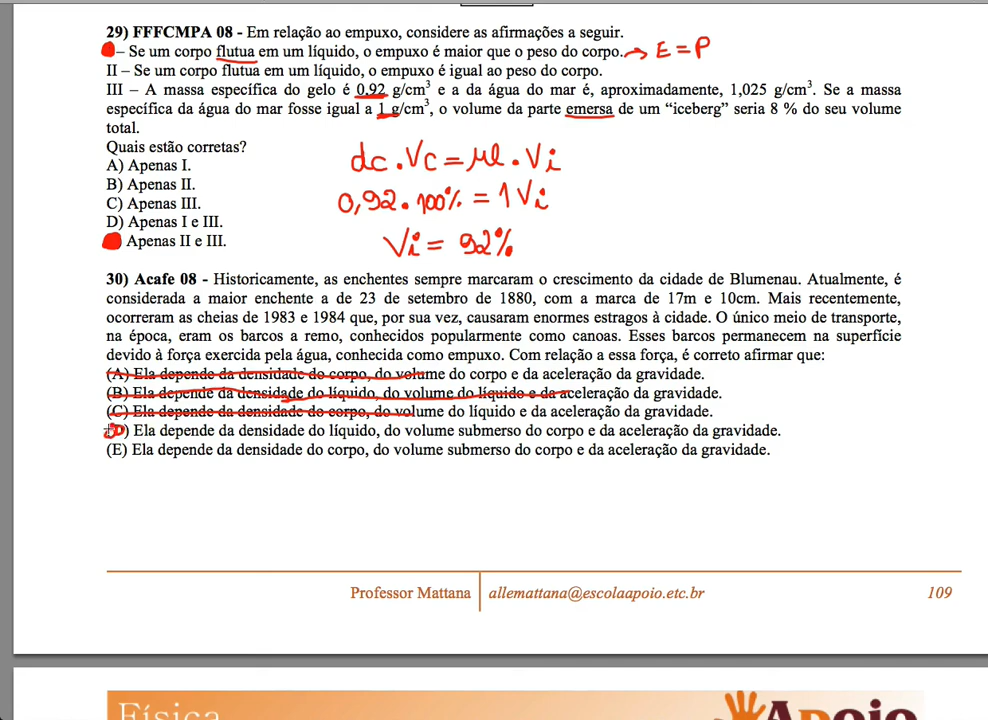 29) FFFCMPA 08 - Em relação ao empuxo, considere as afirmações a seguir.
– Se um corpo flutua em um líquido, o empuxo é maior que o peso do corpo. → E = P
II – Se um corpo flutua em um líquido, o empuxo é igual ao peso do corpo.
III – A massa específica do gelo é 0,92 g/cm³ e a da água do mar é, aproximadamente, 1,025 g/cm³. Se a massa
específica da água do mar fosse igual a 1 g/cm³, o volume da parte emersa de um “iceberg” seria 8 % do seu volume
total.
Quais estão corretas?
A) Apenas I.
B) Apenas II.
C) Apenas III.
D) Apenas I e III.
Apenas II e III.
dc . Vc = μl . Vi
0,92 . 100% = 1 Vi
Vi = 92%
30) Acafe 08 - Historicamente, as enchentes sempre marcaram o crescimento da cidade de Blumenau. Atualmente, é
considerada a maior enchente a de 23 de setembro de 1880, com a marca de 17m e 10cm. Mais recentemente,
ocorreram as cheias de 1983 e 1984 que, por sua vez, causaram enormes estragos à cidade. O único meio de transporte,
na época, eram os barcos a remo, conhecidos popularmente como canoas. Esses barcos permanecem na superfície
devido à força exercida pela água, conhecida como empuxo. Com relação a essa força, é correto afirmar que:
(A) Ela depende da densidade do corpo, do volume do corpo e da aceleração da gravidade.
(B) Ela depende da densidade do líquido, do volume do líquido e da aceleração da gravidade.
(C) Ela depende da densidade do corpo, do volume do líquido e da aceleração da gravidade.
D) Ela depende da densidade do líquido, do volume submerso do corpo e da aceleração da gravidade.
(E) Ela depende da densidade do corpo, do volume submerso do corpo e da aceleração da gravidade.
Professor Mattana allemattana@escolaapoio.etc.br 109
Física Apoio